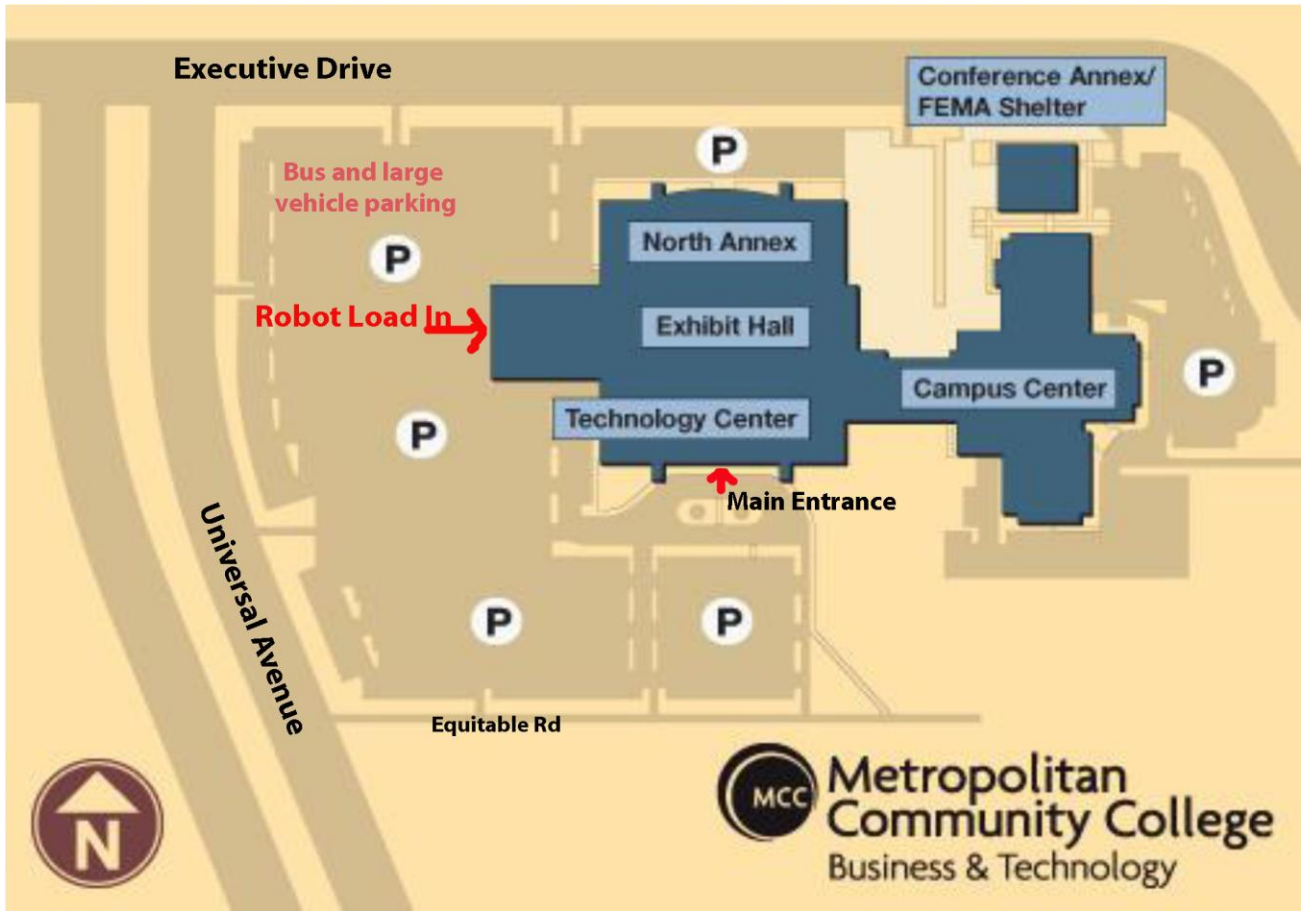 Executive Drive
Conference Annex/
FEMA Shelter
P
Bus and large
vehicle parking
P
North Annex
Robot Load In
Exhibit Hall
P
Campus Center
Technology Center
P
Main Entrance
Universal Avenue
P
P
Equitable Rd
N
MCC
Metropolitan
Community College
Business & Technology